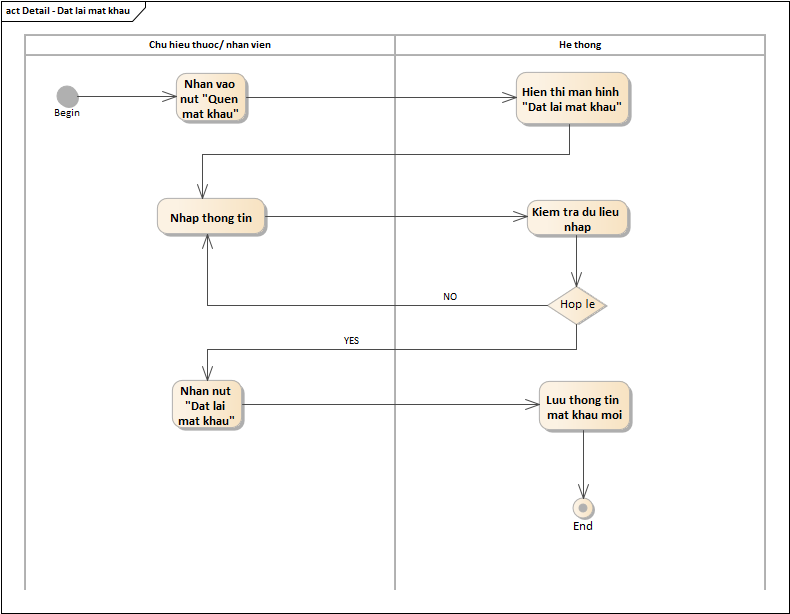 act Detail - Dat lai mat khau
Chu hieu thuoc/ nhan vien
He thong
Begin
Nhan vao
nut "Quen
mat khau"
Hien thi man hinh
"Dat lai mat khau"
Nhap thong tin
Kiem tra du lieu
nhap
Hop le
NO
YES
Nhan nut
"Dat lai
mat khau"
Luu thong tin
mat khau moi
End